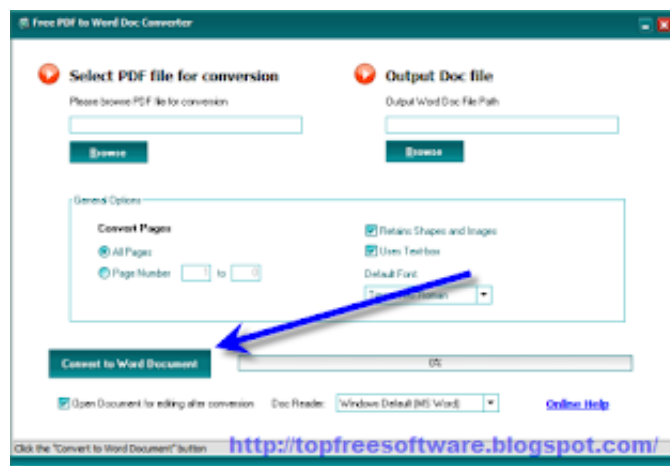 Free PDF to Word Doc Converter
Select PDF file for conversion
Please browse PDF file for conversion
Browse
Output Doc file
Output Word Doc File Path
Browse
General Options
Convert Pages
All Pages
Page Number 1 to 0
Retains Shapes and Images
Uses Textbox
Default Font
Roman
Convert to Word Document
0%
Open Document for editing after conversion
Doc Reader: Windows Default (MS Word)
Online Help
Click the "Convert to Word Document" button
http://topfreesoftware.blogspot.com/